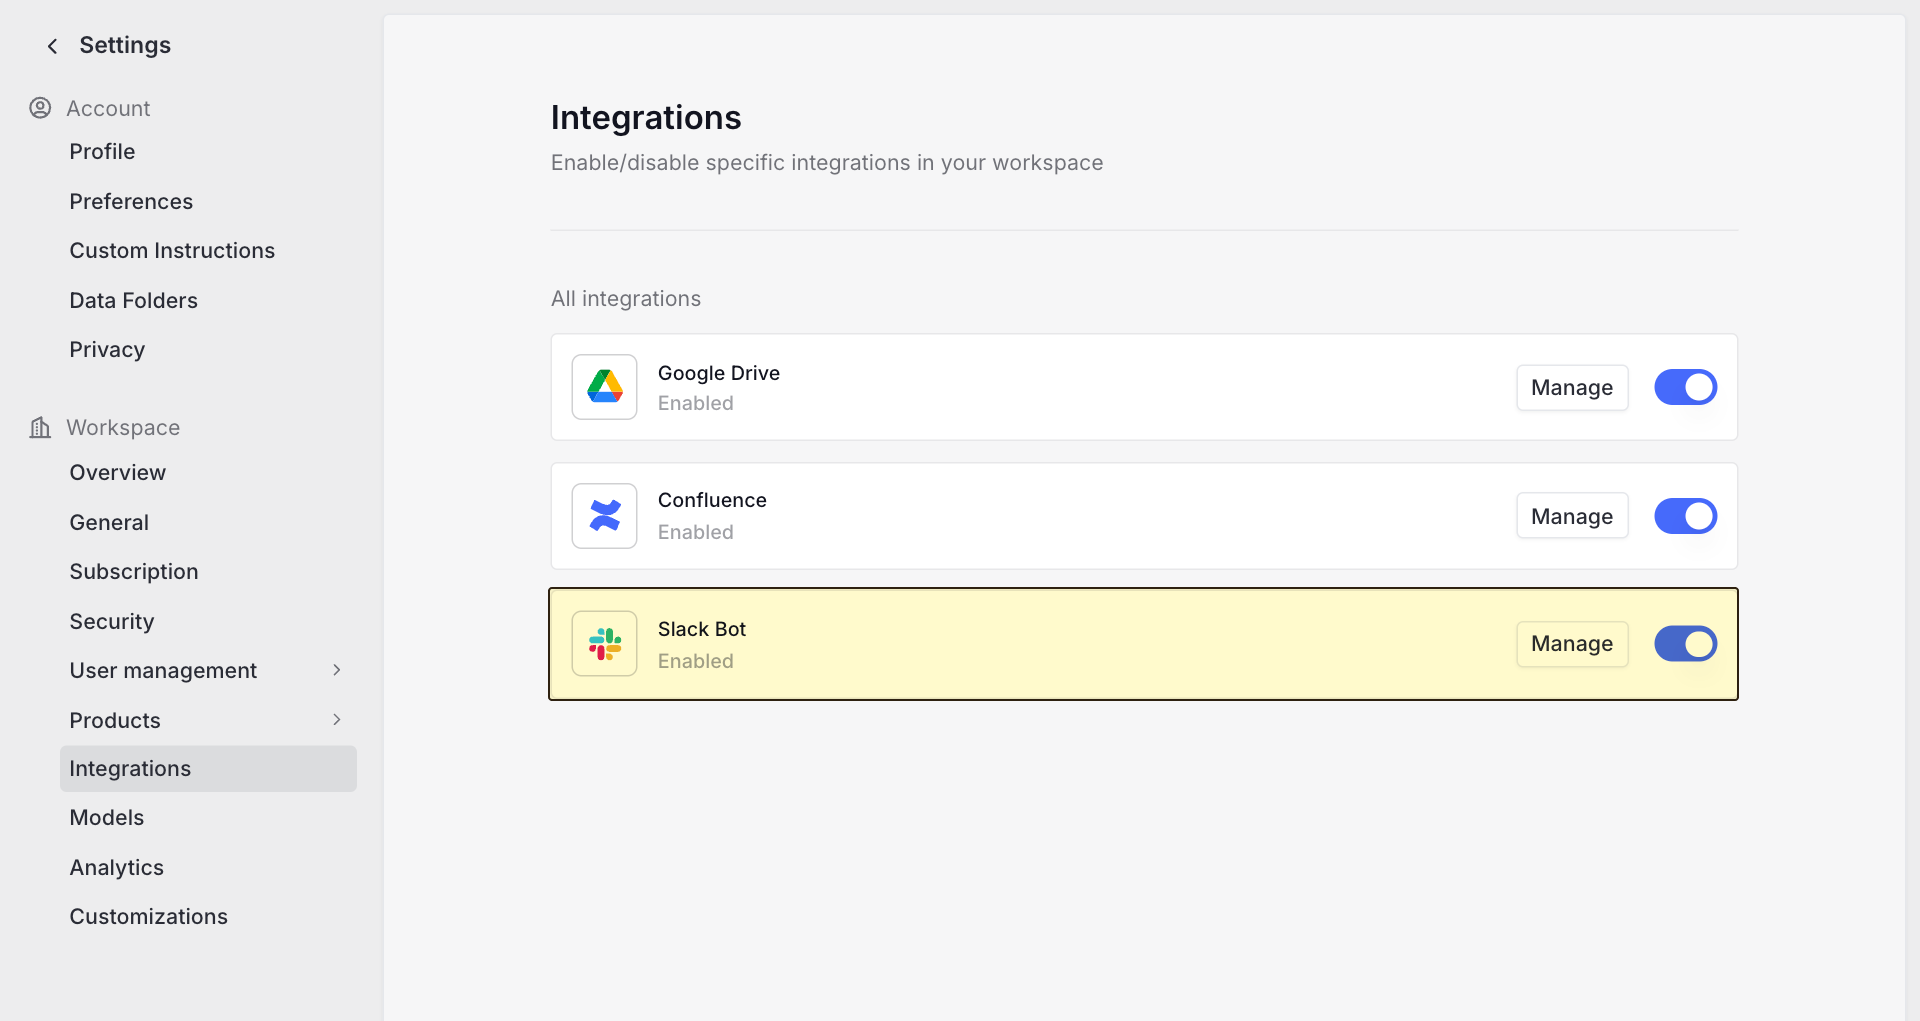 Settings
Account
Profile
Preferences
Custom Instructions
Data Folders
Privacy
Workspace
Overview
General
Subscription
Security
User management
Products
Integrations
Models
Analytics
Customizations
Integrations
Enable/disable specific integrations in your workspace
All integrations
Google Drive
Enabled
Manage
Confluence
Enabled
Manage
Slack Bot
Enabled
Manage